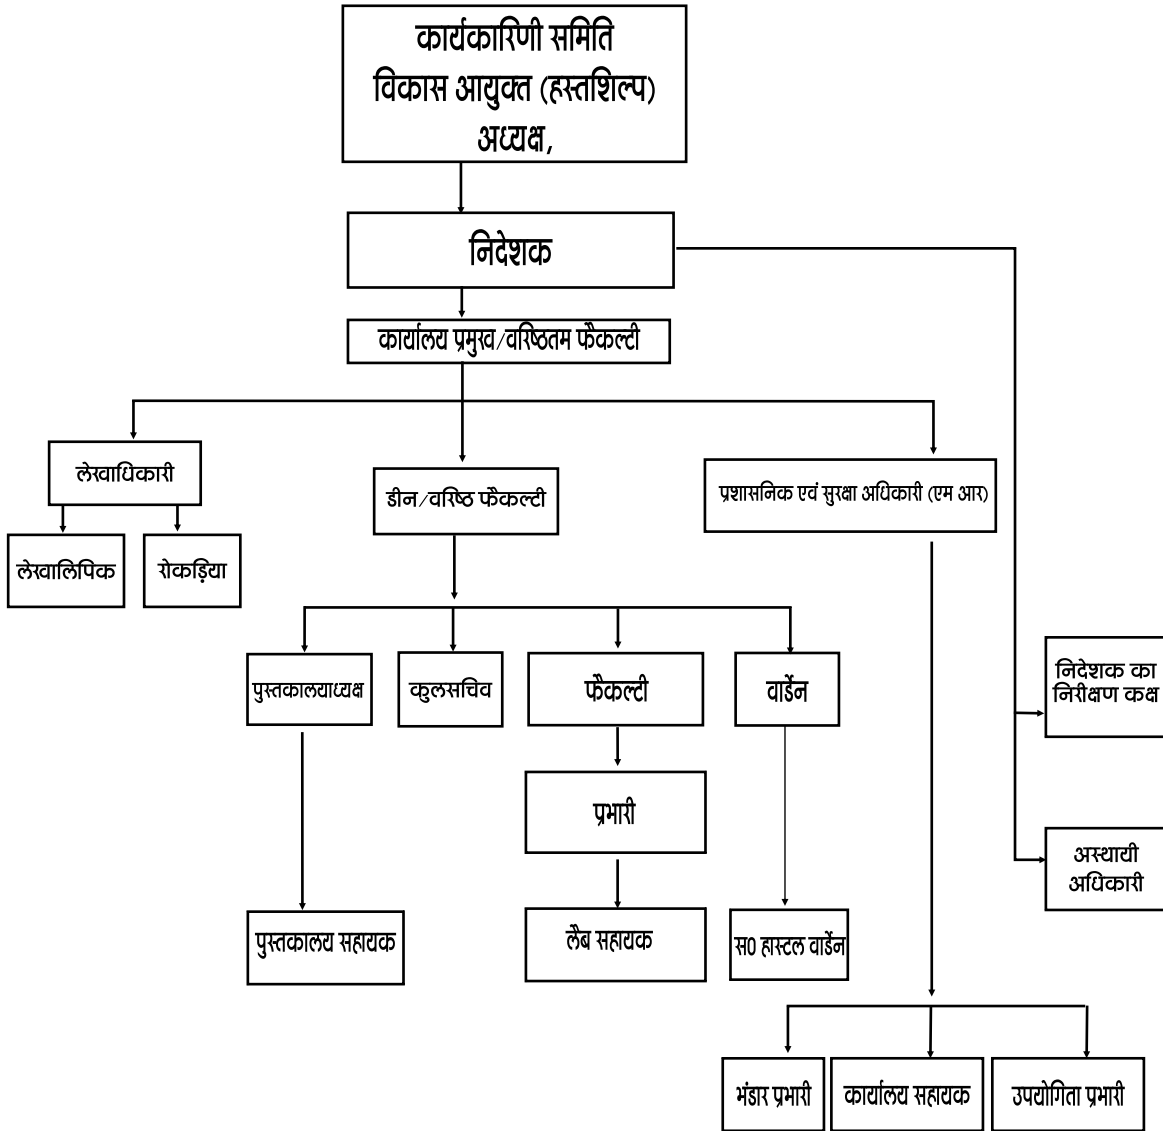 कार्यकारिणी समिति
विकास आयुक्त (हस्तशिल्प)
अध्यक्ष,
निदेशक
कार्यालय प्रमुख/वरिष्ठतम फैकल्टी
लेखाधिकारी
डीन/वरिष्ठ फैकल्टी
प्रशासनिक एवं सुरक्षा अधिकारी (एम आर)
लेखालिपिक
रोकड़िया
पुस्तकालयाध्यक्ष
कुलसचिव
फैकल्टी
वार्डेन
निदेशक का
निरीक्षण कक्ष
प्रभारी
अस्थायी
अधिकारी
पुस्तकालय सहायक
लैब सहायक
स0 हास्टल वार्डेन
भंडार प्रभारी
कार्यालय सहायक
उपयोगिता प्रभारी